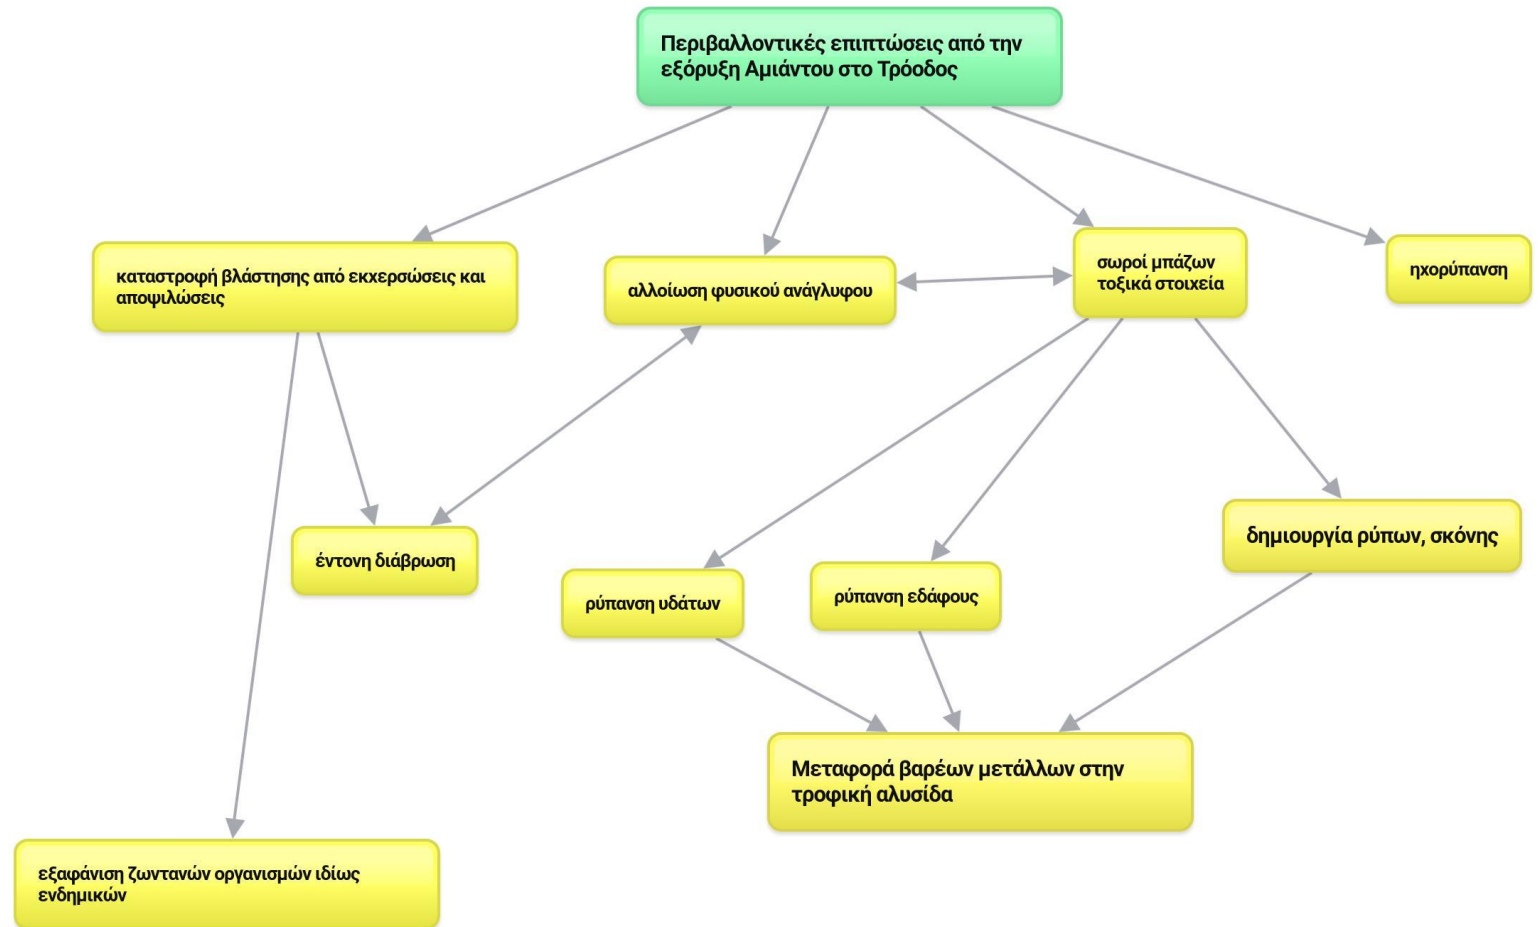 Περιβαλλοντικές επιπτώσεις από την
εξόρυξη Αμιάντου στο Τρόοδος
καταστροφή βλάστησης από εκχερσώσεις και
αποψιλώσεις
αλλοίωση φυσικού ανάγλυφου
σωροί μπάζων
τοξικά στοιχεία
ηχορύπανση
έντονη διάβρωση
ρύπανση υδάτων
ρύπανση εδάφους
δημιουργία ρύπων, σκόνης
Μεταφορά βαρέων μετάλλων στην
τροφική αλυσίδα
εξαφάνιση ζωντανών οργανισμών ιδίως
ενδημικών